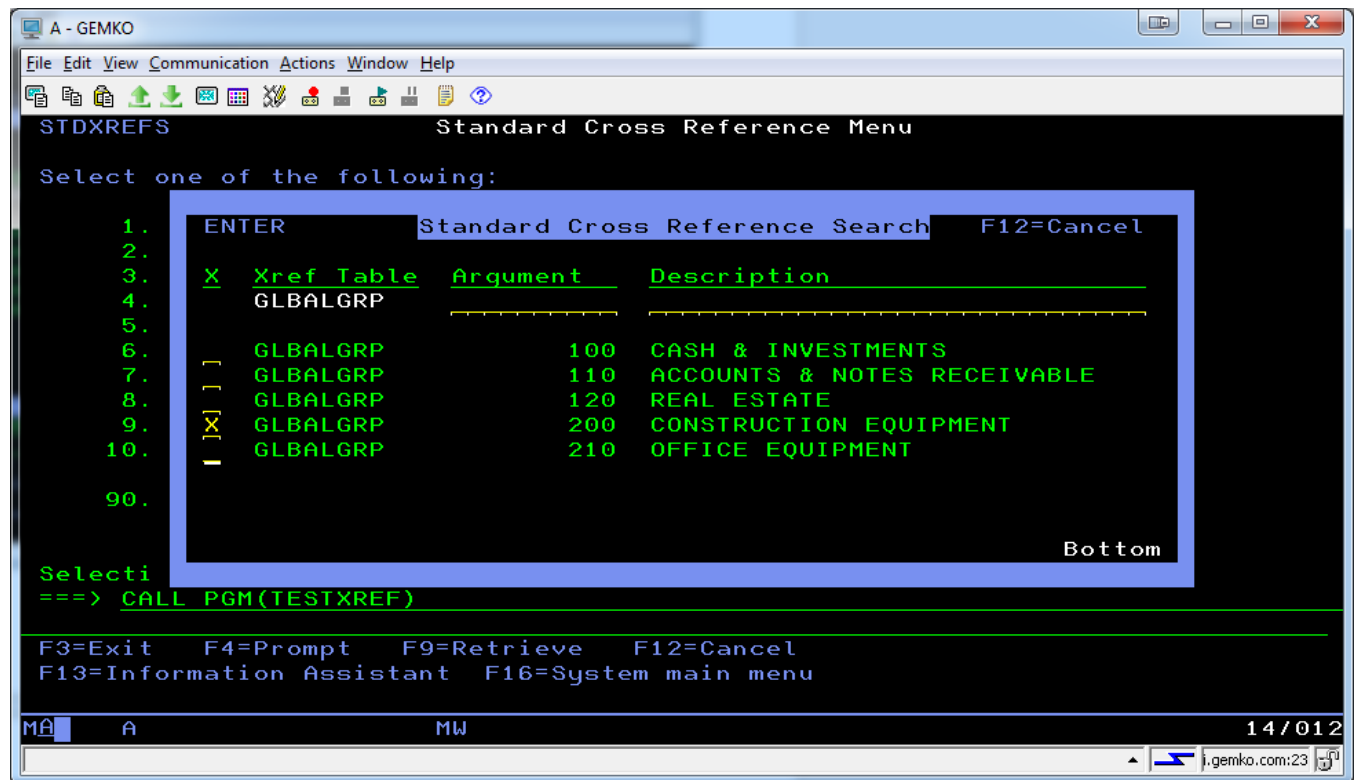 A - GEMKO
File Edit View Communication Actions Window Help
STDXREFS Standard Cross Reference Menu
Select one of the following:
1. ENTER Standard Cross Reference Search F12=Cancel
2.
3. X Xref Table Argument Description
4. GLBALGRP
5.
6. GLBALGRP 100 CASH & INVESTMENTS
7. GLBALGRP 110 ACCOUNTS & NOTES RECEIVABLE
8. GLBALGRP 120 REAL ESTATE
9. X GLBALGRP 200 CONSTRUCTION EQUIPMENT
10. GLBALGRP 210 OFFICE EQUIPMENT
90.
Bottom
Selecti
===> CALL PGM(TESTXREF)
F3=Exit F4=Prompt F9=Retrieve F12=Cancel
F13=Information Assistant F16=System main menu
MA A MW 14/012
i.gemko.com:23